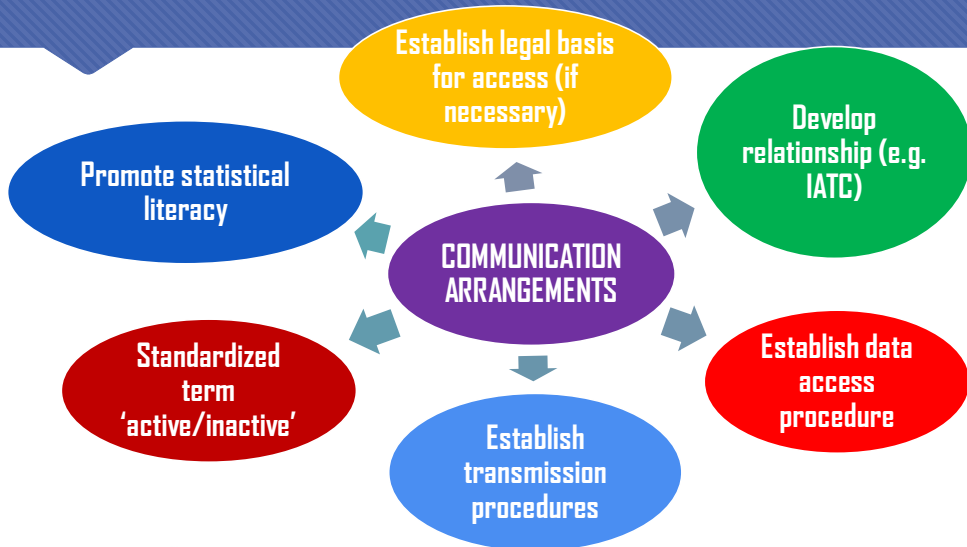 Establish legal basis
for access (if
necessary)
Develop
relationship (e.g.
IATC)
Promote statistical
literacy
COMMUNICATION
ARRANGEMENTS
Standardized
term
‘active/inactive’
Establish data
access
procedure
Establish
transmission
procedures